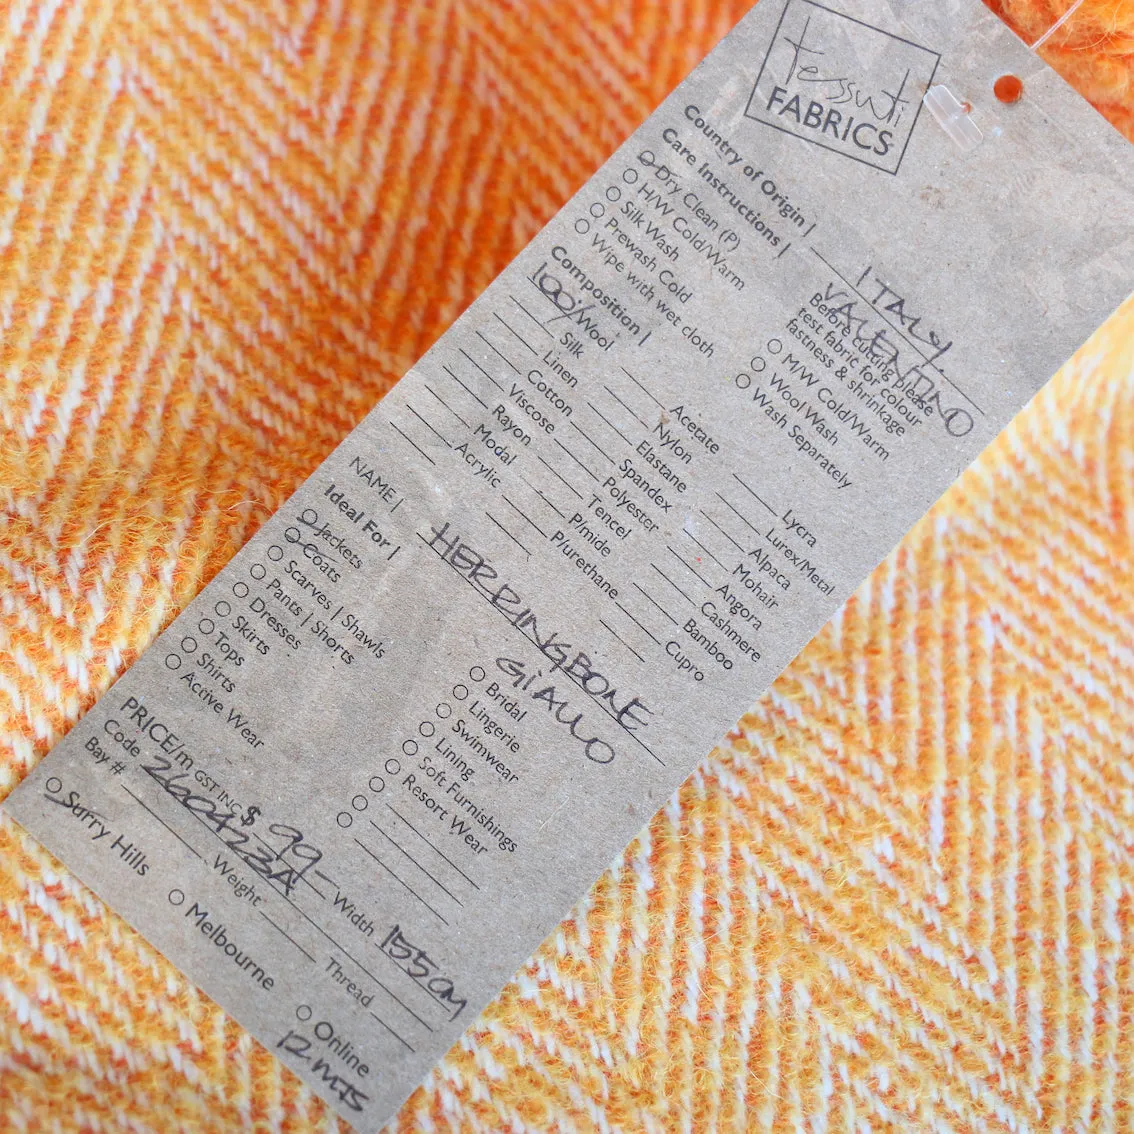 tessuti
FABRICS
Country of Origin | ITALY
VALENTINO
Care Instructions |
Dry Clean (P)
H/W Cold/Warm
Silk Wash
Prewash Cold
Wipe with wet cloth
Before cutting please
test fabric for colour
fastness & shrinkage
M/W Cold/Warm
Wool Wash
Wash Separately
Composition |
100% Wool
Silk
Linen
Cotton
Viscose
Rayon
Modal
Acrylic
Acetate
Nylon
Elastane
Spandex
Polyester
Tencel
P/mide
P/urethane
Lycra
Lurex/Metal
Alpaca
Mohair
Angora
Cashmere
Bamboo
Cupro
NAME | HERRINGBONE
GIALLO
Ideal For |
Jackets
Coats
Scarves | Shawls
Pants | Shorts
Dresses
Skirts
Tops
Shirts
Active Wear
Bridal
Lingerie
Swimwear
Lining
Soft Furnishings
Resort Wear
PRICE/m GST INC $ 99- Width 155CM
Code 260423A Weight Thread
Bay #
Surry Hills Melbourne Online
12 MTS